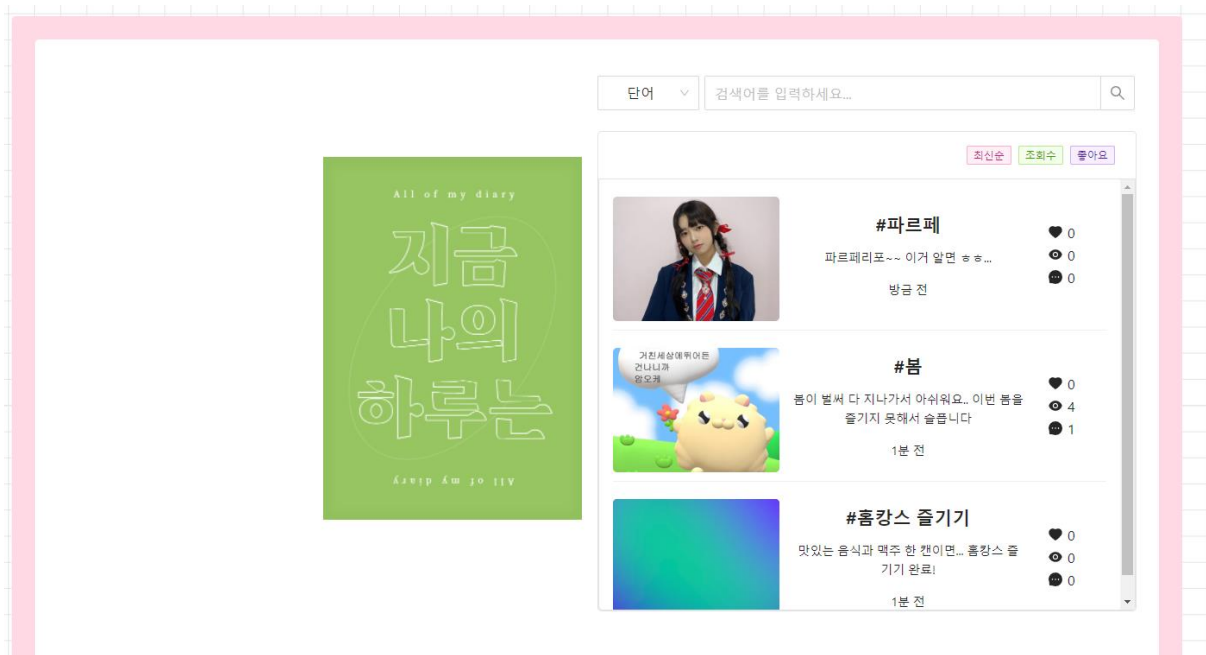 단어
검색어를 입력하세요...
최신순 조회수 좋아요
All of my diary
지금
나의
하루는
All of my diary
#파르페
파르페리포~~ 이거 알면 ㅎㅎ...
방금 전
0
0
0
거친세상에뛰어든
건나니까
암오케
#봄
봄이 벌써 다 지나가서 아쉬워요.. 이번 봄을
즐기지 못해서 슬픕니다
1분 전
0
4
1
#홈캉스 즐기기
맛있는 음식과 맥주 한 캔이면... 홈캉스 즐
기기 완료!
1분 전
0
0
0